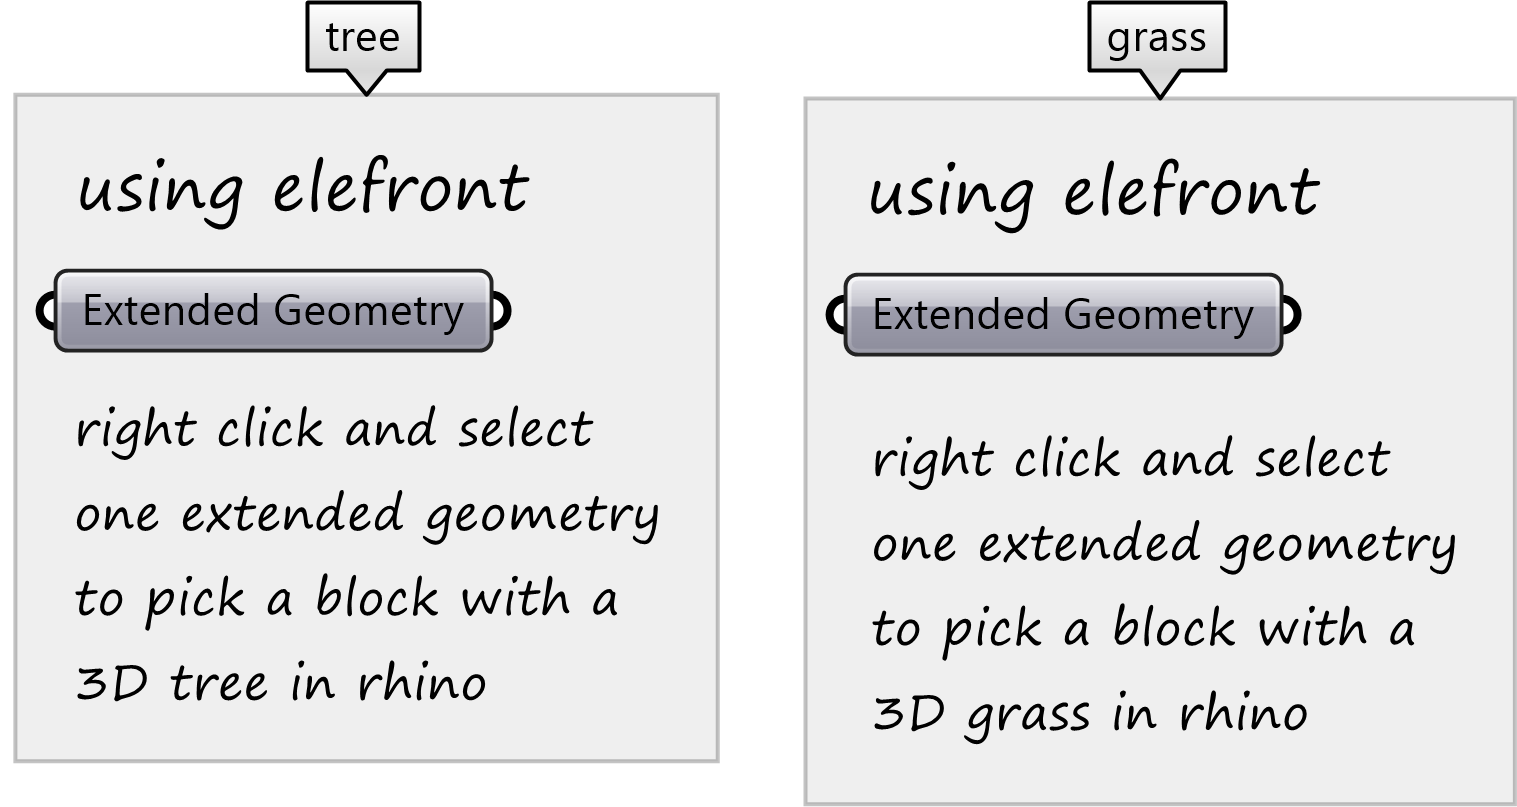 tree
using elefront
Extended Geometry
right click and select
one extended geometry
to pick a block with a
3D tree in rhino
grass
using elefront
Extended Geometry
right click and select
one extended geometry
to pick a block with a
3D grass in rhino